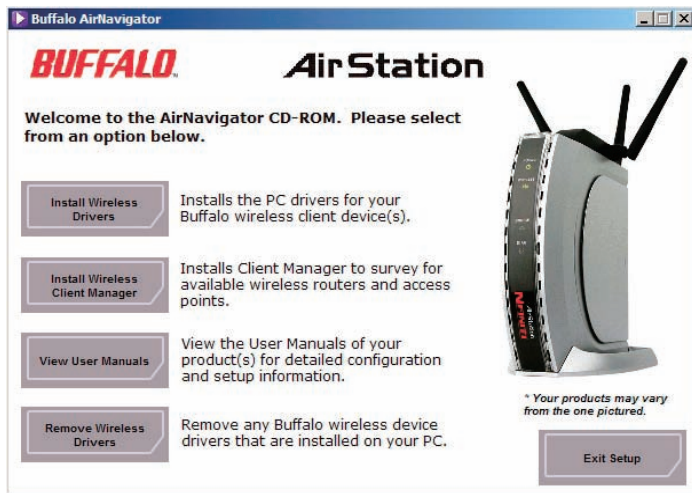 Buffalo AirNavigator
BUFFALO
AirStation
Welcome to the AirNavigator CD-ROM. Please select
from an option below.
Install Wireless
Drivers
Installs the PC drivers for your
Buffalo wireless client device(s).
Install Wireless
Client Manager
Installs Client Manager to survey for
available wireless routers and access
points.
View User Manuals
View the User Manuals of your
product(s) for detailed configuration
and setup information.
Remove Wireless
Drivers
Remove any Buffalo wireless device
drivers that are installed on your PC.
AirStation
NFINITI
* Your products may vary
from the one pictured.
Exit Setup